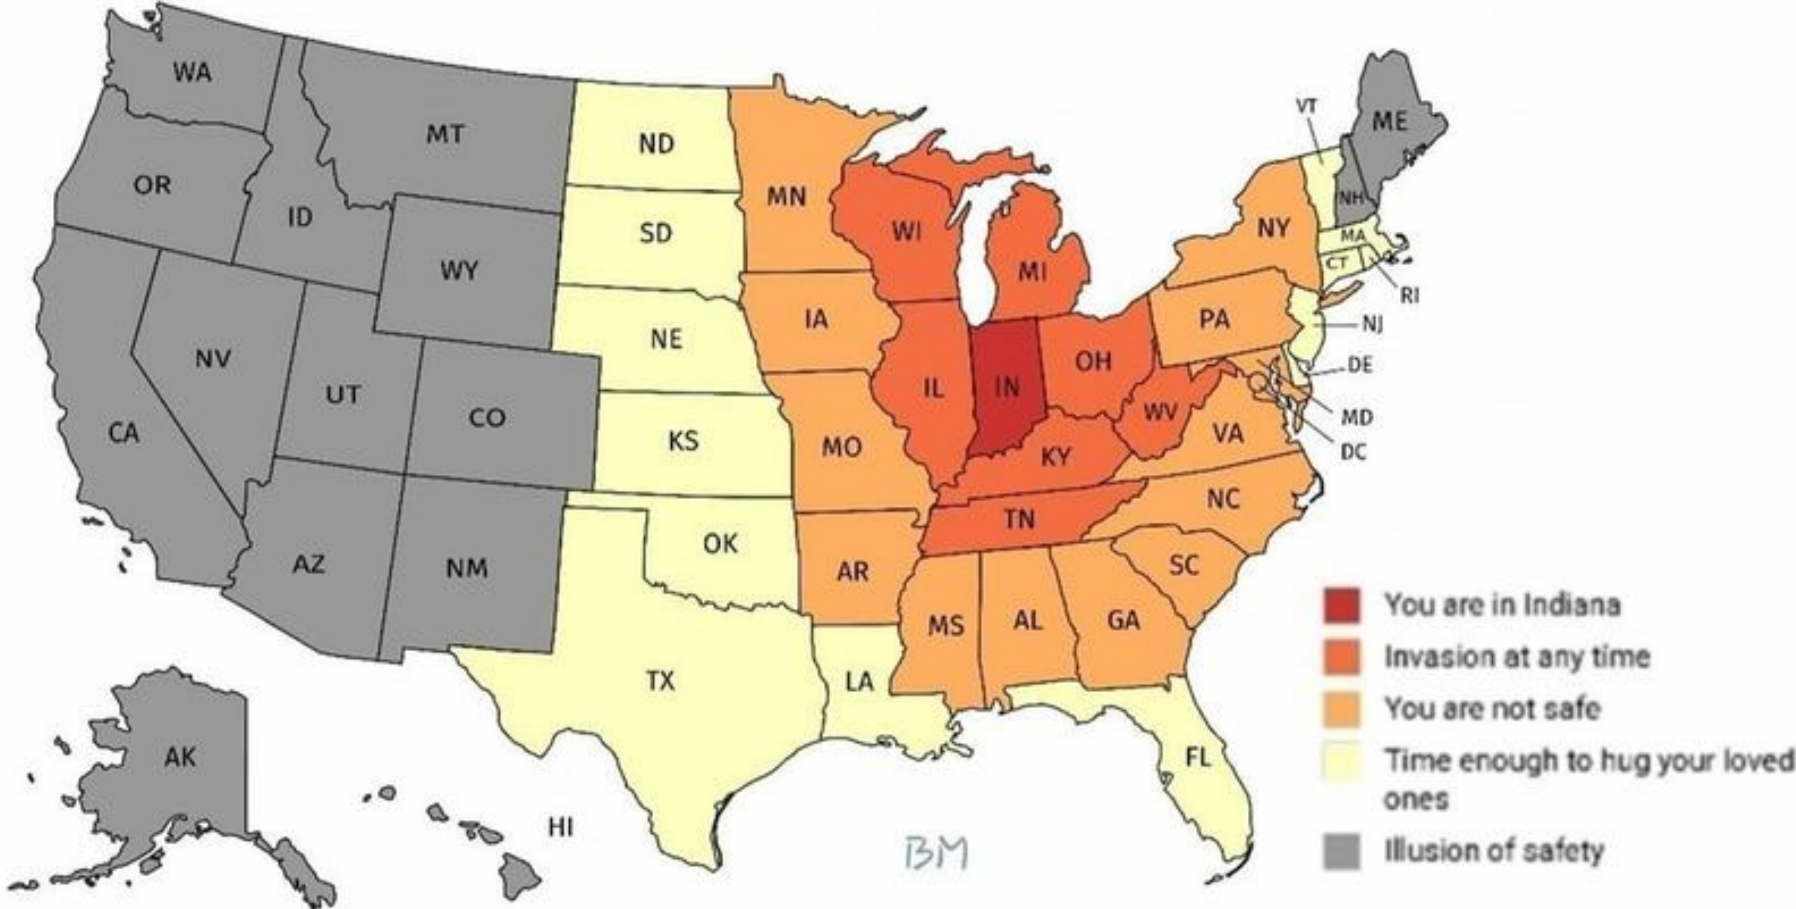 WA
MT
ND
MN
VT
ME
OR
ID
SD
WI
NH
NY
WY
MI
MA
CT
RI
NE
IA
PA
NJ
NV
UT
IL
IN
OH
DE
CA
CO
KS
MO
KY
WV
VA
MD
DC
AZ
NM
OK
AR
TN
NC
SC
MS
AL
GA
TX
LA
FL
AK
HI
BM
You are in Indiana
Invasion at any time
You are not safe
Time enough to hug your loved
ones
Illusion of safety